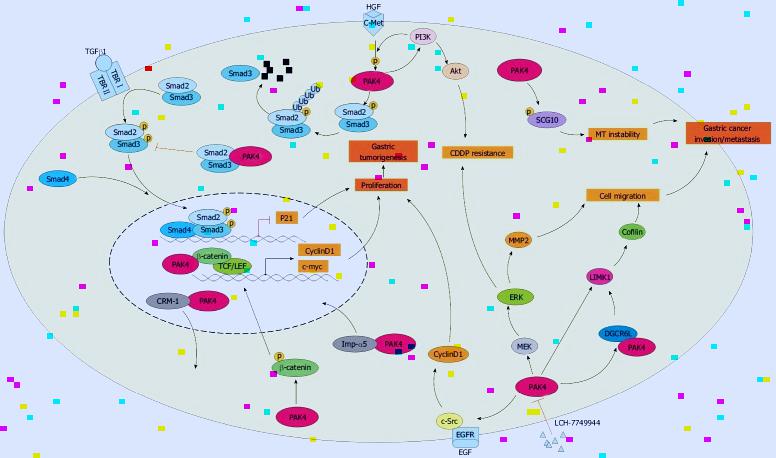 HGF
C-Met
PI3K
P
PAK4
Akt
TGFβ1
TBR I
TBR II
Smad2
Smad3
Smad3
Ub
Ub
Ub
Smad2
Smad3
P
Smad2
Smad3
P
PAK4
P
SCG10
MT instability
Gastric cancer
invasion/metastasis
Smad2
Smad3
P
P
Smad2
Smad3
PAK4
Gastric
tumorigenesis
CDDP resistance
Proliferation
Smad4
Cell migration
Smad2
Smad4
Smad3
P
P
P21
MMP2
Cofilin
β-catenin
PAK4
TCF/LEF
CyclinD1
c-myc
LIMK1
CRM-1
PAK4
ERK
Imp-α5
PAK4
CyclinD1
MEK
DGCR6L
PAK4
P
β-catenin
PAK4
PAK4
c-Src
EGFR
EGF
LCH-7749944